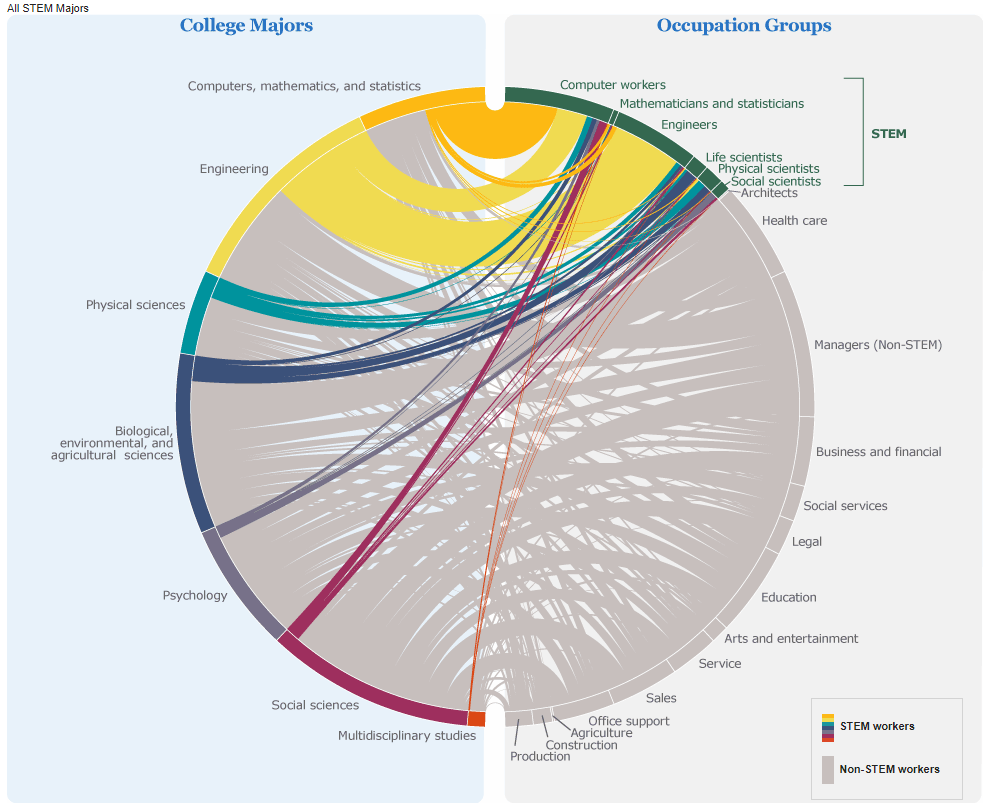 All STEM Majors
College Majors
Occupation Groups
Computers, mathematics, and statistics
Engineering
Physical sciences
Biological,
environmental, and
agricultural sciences
Psychology
Social sciences
Multidisciplinary studies
Computer workers
Mathematicians and statisticians
Engineers
Life scientists
Physical scientists
Social scientists
Architects
STEM
Health care
Managers (Non-STEM)
Business and financial
Social services
Legal
Education
Arts and entertainment
Service
Sales
Office support
Agriculture
Construction
Production
STEM workers
Non-STEM workers